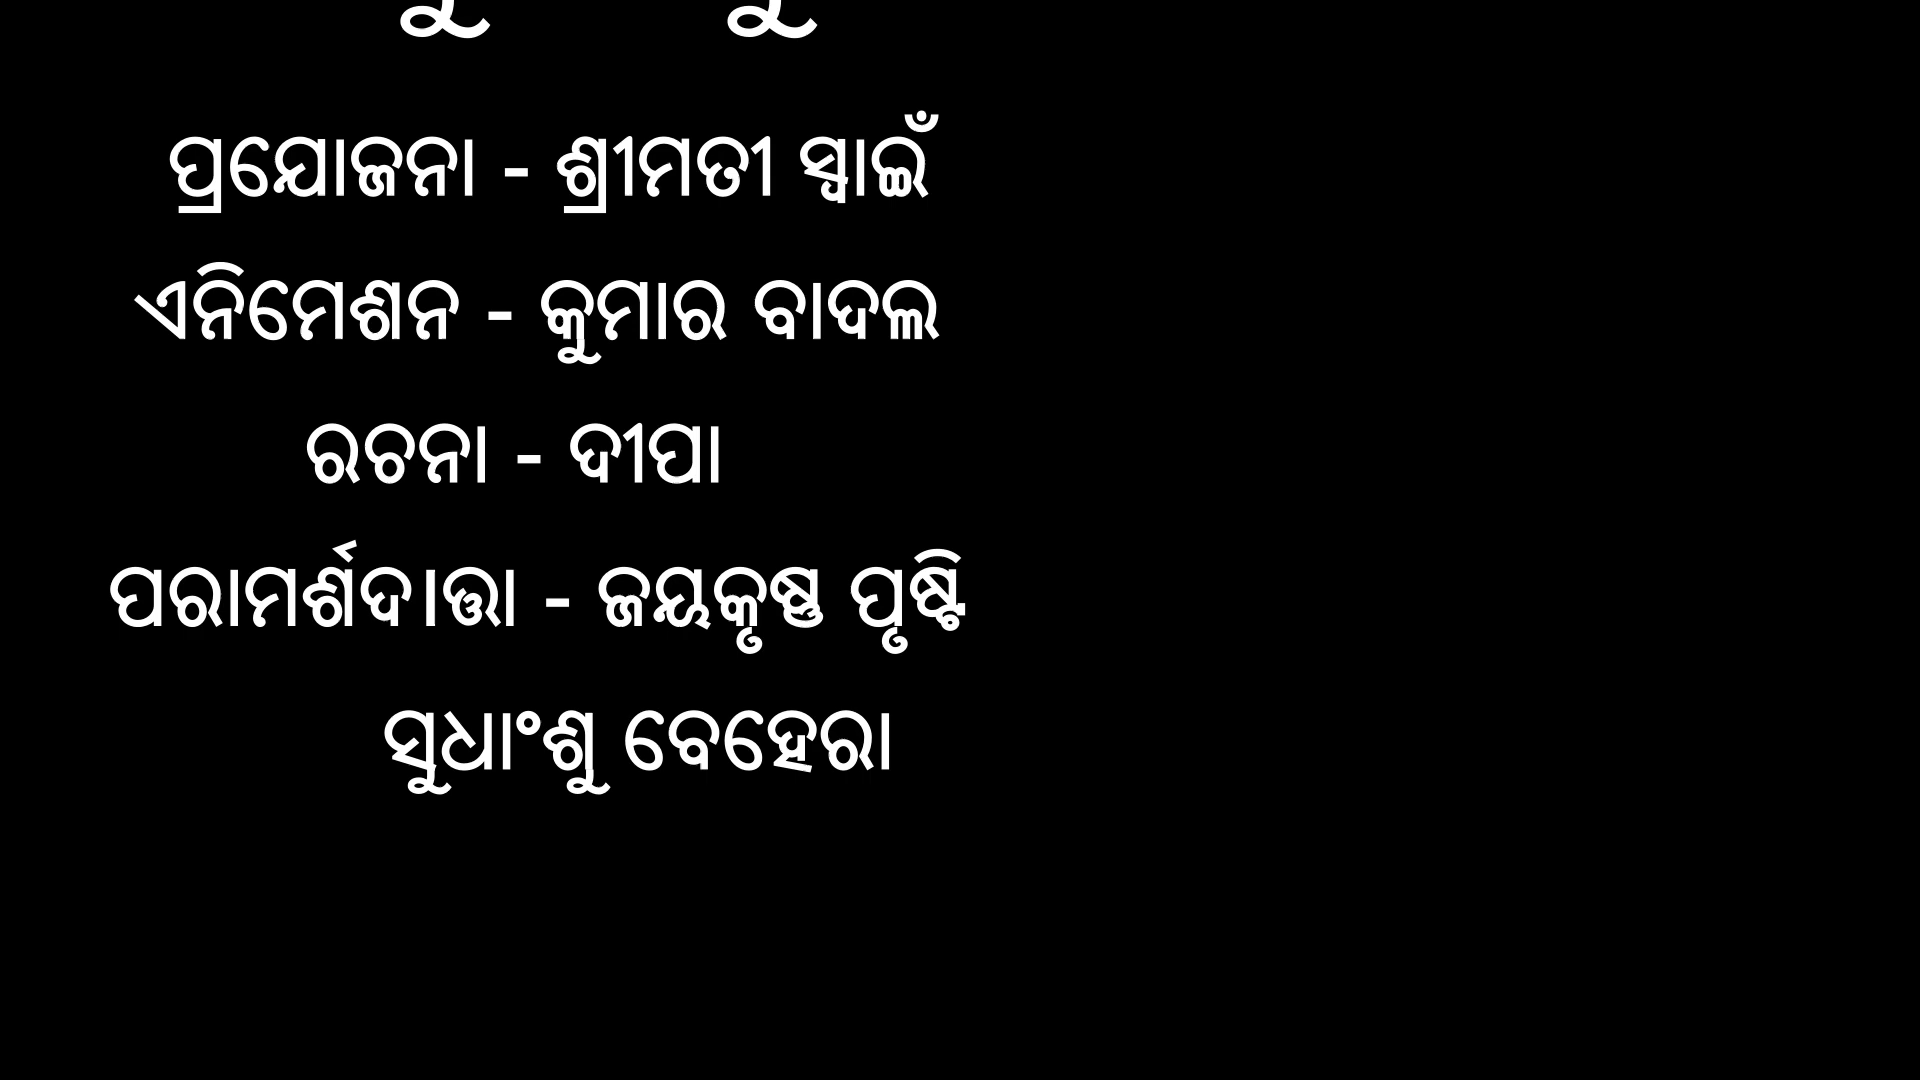 ପ୍ରଯୋଜନା - ଶ୍ରୀମତୀ ସ୍ୱାଇଁ
ଏନିମେଶନ - କୁମାର ବାଦଲ
ରଚନା - ଦୀପା
ପରାମର୍ଶଦାତ୍ତା - ଜୟକୃଷ୍ଣ ପୃଷ୍ଟି
ସୁଧାଂଶୁ ବେହେରା